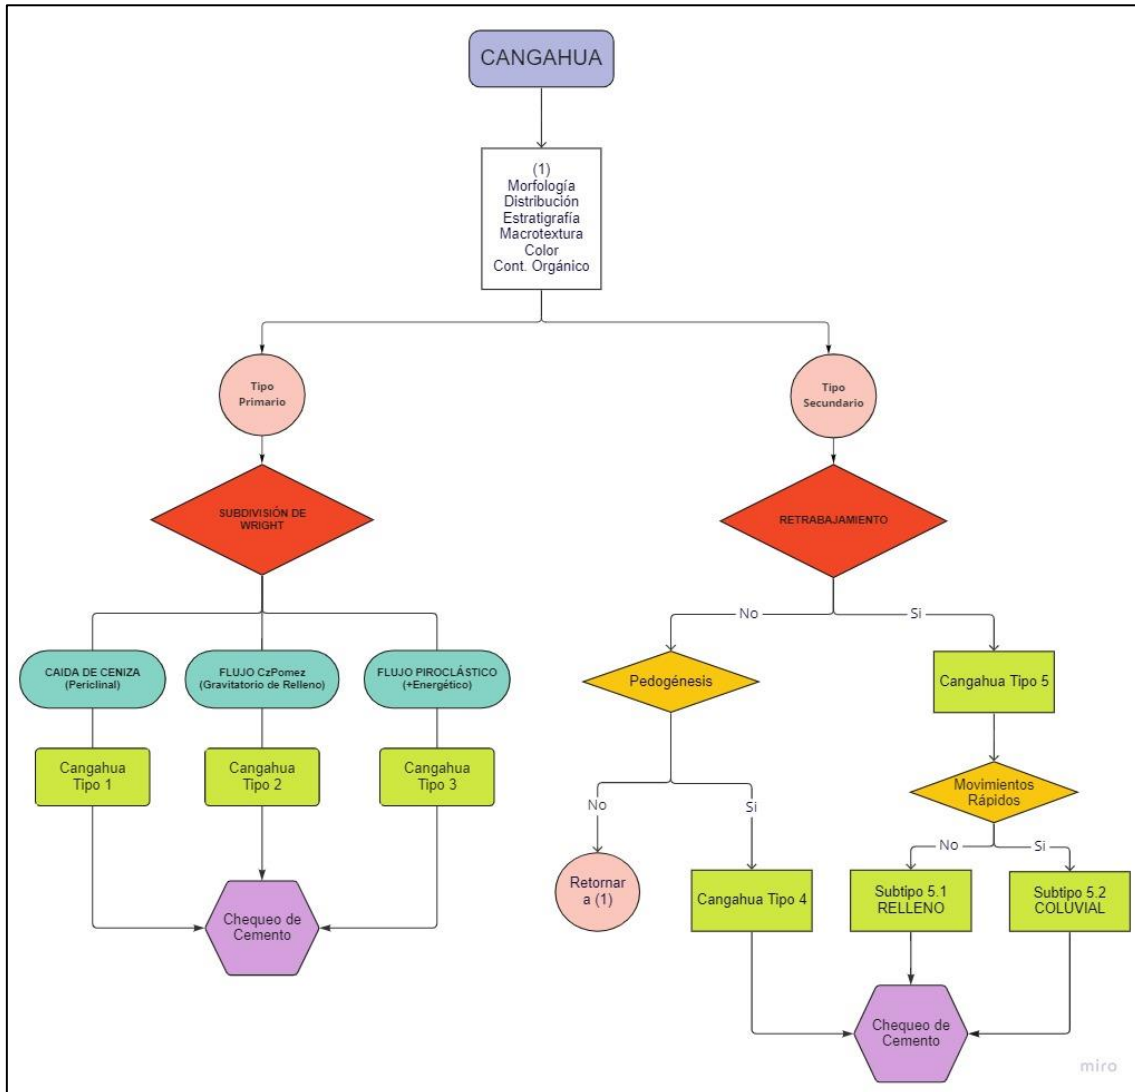 CANGAHUA
(1)
Morfología
Distribución
Estratigrafía
Macrotextura
Color
Cont. Orgánico
Tipo
Primario
Tipo
Secundario
SUBDIVISIÓN DE
WRIGHT
RETRABAJAMIENTO
No
Si
CAIDA DE CENIZA
(Periclinal)
FLUJO CzPomez
(Gravitatorio de Relleno)
FLUJO PIROCLÁSTICO
(+Energético)
Pedogénesis
Cangahua Tipo 5
Cangahua
Tipo 1
Cangahua
Tipo 2
Cangahua
Tipo 3
Movimientos
Rápidos
No
Si
No
Si
Retornar
a (1)
Cangahua Tipo 4
Subtipo 5.1
RELLENO
Subtipo 5.2
COLUVIAL
Chequeo de
Cemento
Chequeo de
Cemento
miro